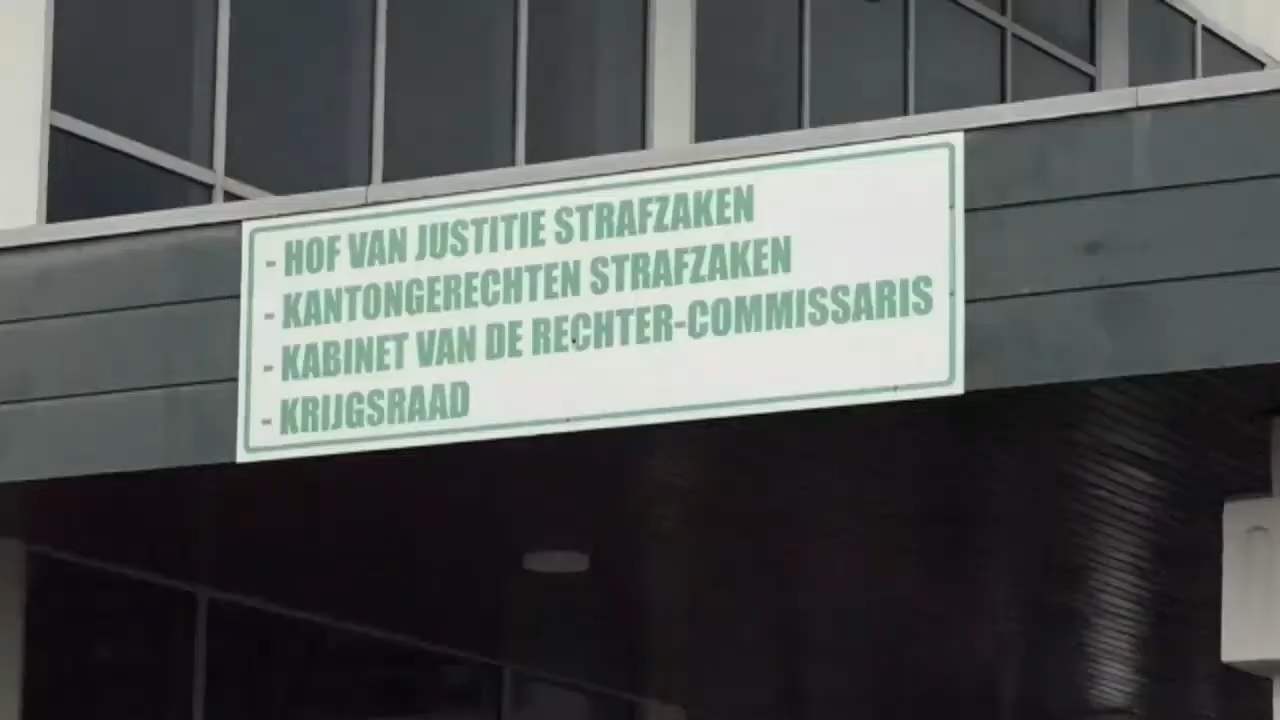 - HOF VAN JUSTITIE STRAFZAKEN
- KANTONGERECHTEN STRAFZAKEN
- KABINET VAN DE RECHTER-COMMISSARIS
- KRIJGSRAAD